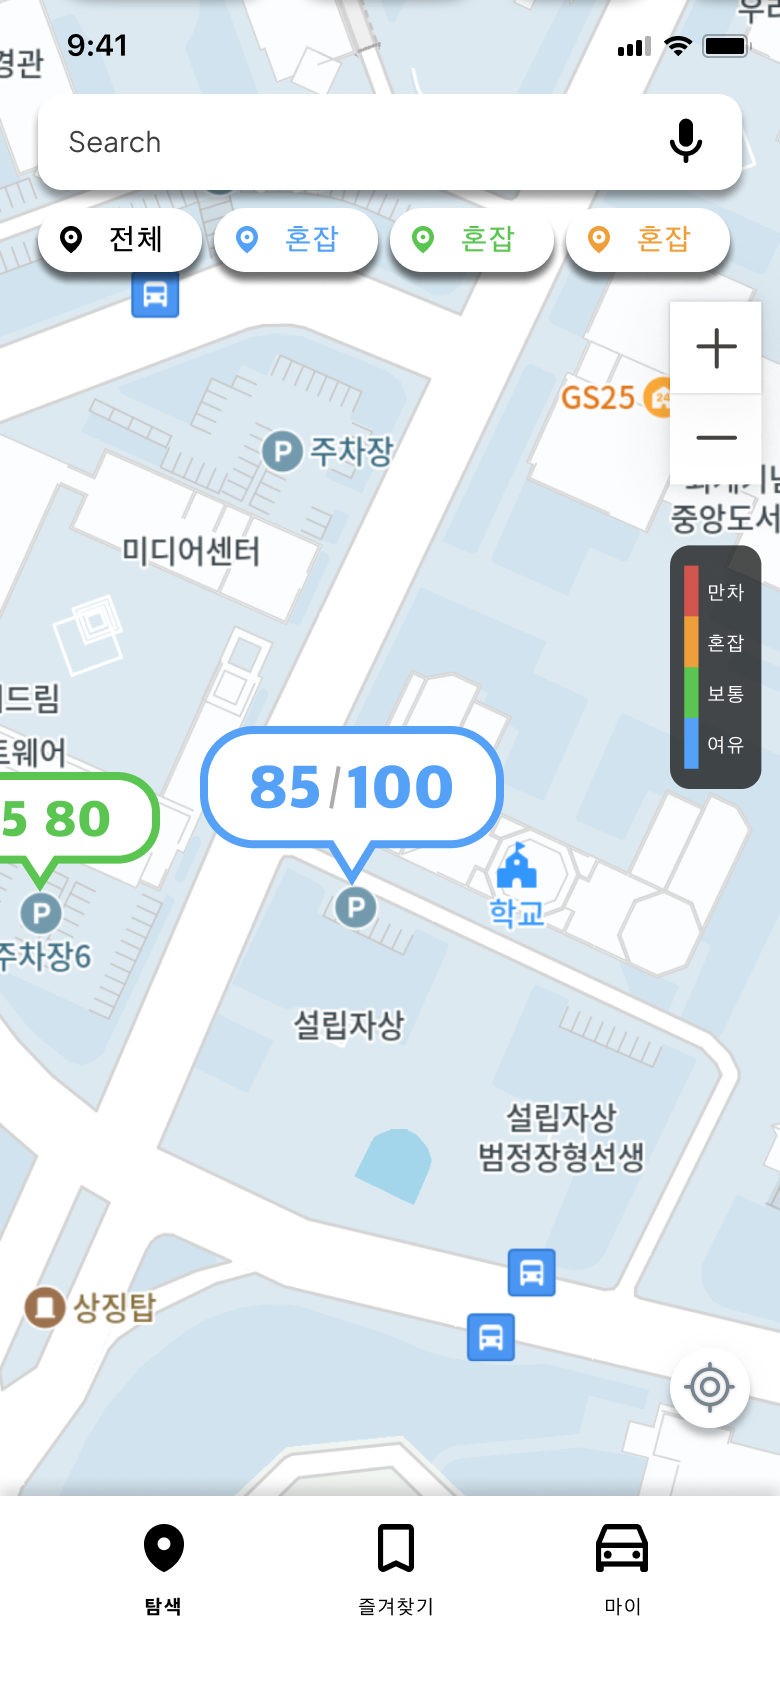 우리
경관
9:41
Search
전체
혼잡
혼잡
혼잡
GS25
24
P 주차장
중앙도서
미디어센터
만차
혼잡
보통
여유
드림
트웨어
85/100
5 80
P
P
학교
주차장6
설립자상
설립자상
범정장형선생
상징탑
탐색
즐겨찾기
마이